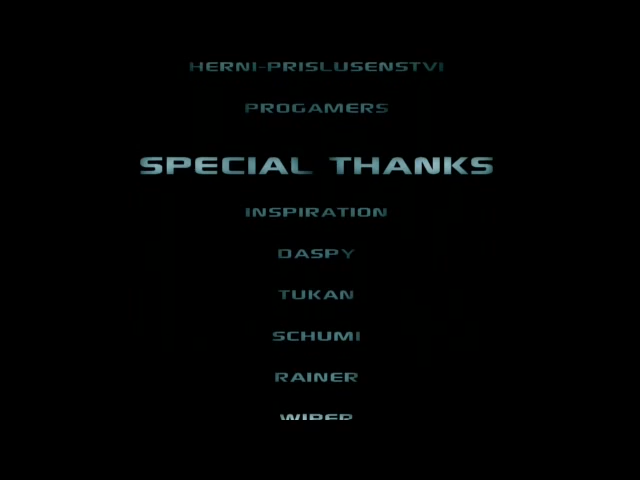 HERNI-PRISLUSENSTVI
PROGAMERS
SPECIAL THANKS
INSPIRATION
DASPY
TUKAN
SCHUMI
RAINER